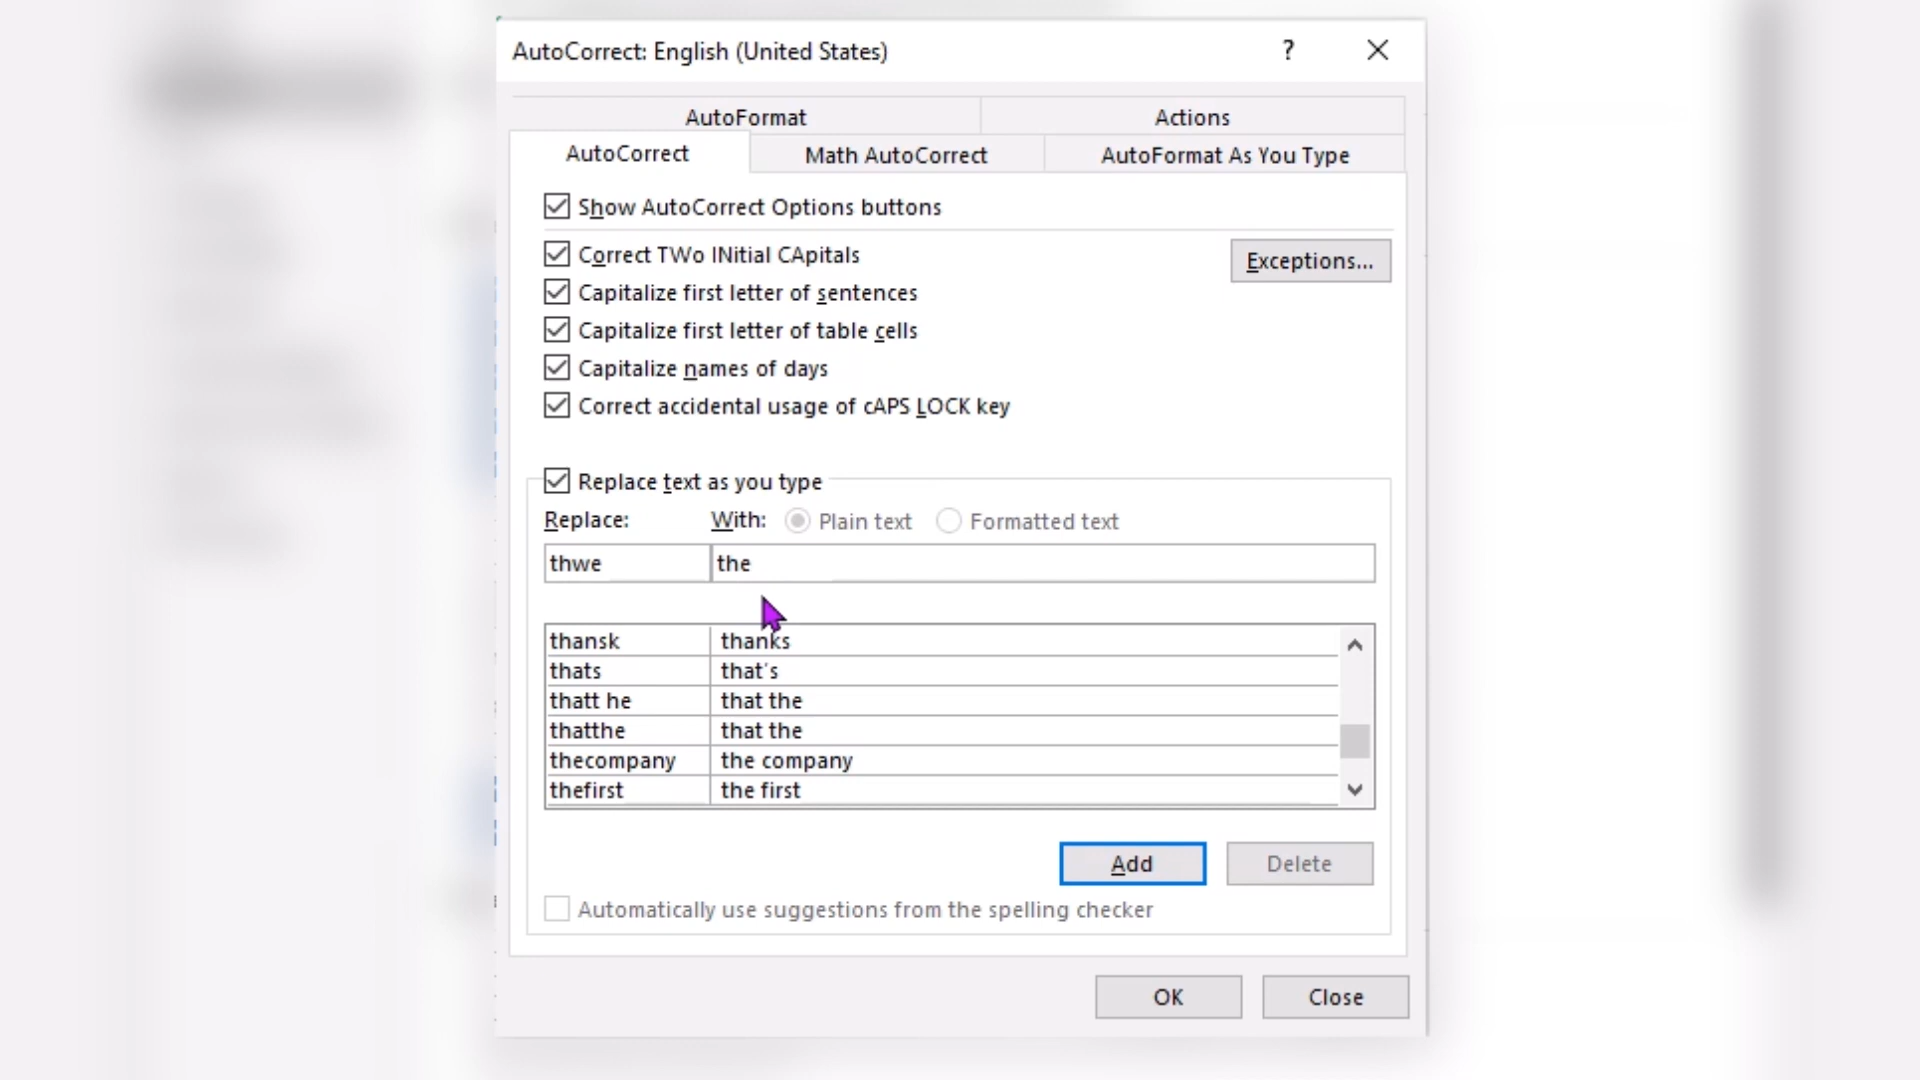 AutoCorrect: English (United States) ?
AutoFormat Actions
AutoCorrect Math AutoCorrect AutoFormat As You Type
Show AutoCorrect Options buttons
Correct TWo INitial CApitals Exceptions...
Capitalize first letter of sentences
Capitalize first letter of table cells
Capitalize names of days
Correct accidental usage of cAPS LOCK key
Replace text as you type
Replace: With: Plain text Formatted text
thwe the
thansk thanks
thats that's
thatt he that the
thatthe that the
thecompany the company
thefirst the first
Add Delete
Automatically use suggestions from the spelling checker
OK Close